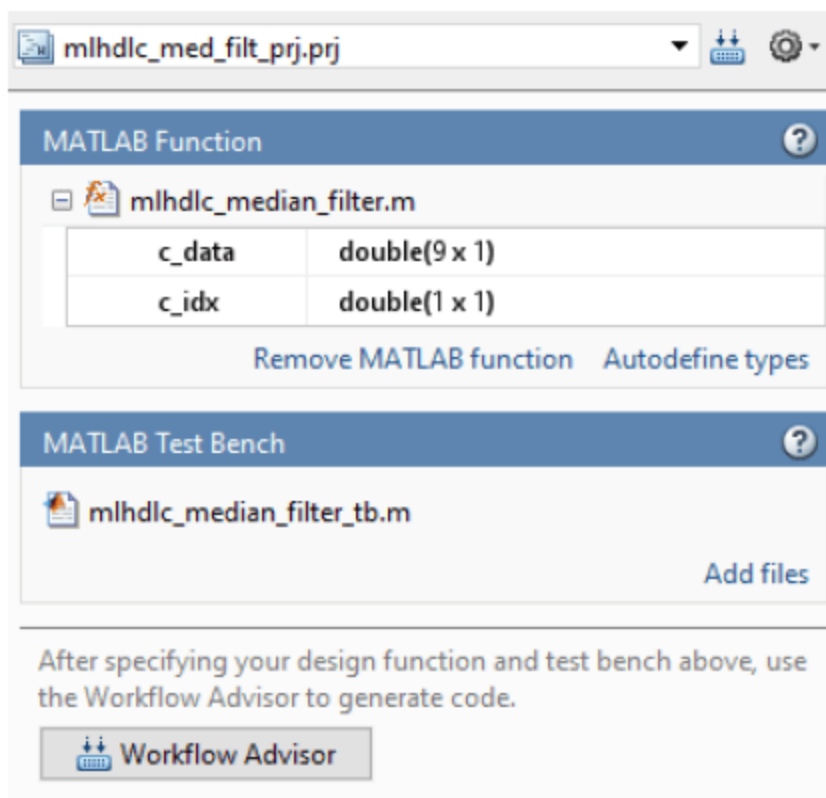 mlhdlc_med_filt_prj.prj
MATLAB Function
?
mlhdlc_median_filter.m
c_data double(9 x 1)
c_idx double(1 x 1)
Remove MATLAB function Autodefine types
MATLAB Test Bench
?
mlhdlc_median_filter_tb.m
Add files
After specifying your design function and test bench above, use
the Workflow Advisor to generate code.
Workflow Advisor